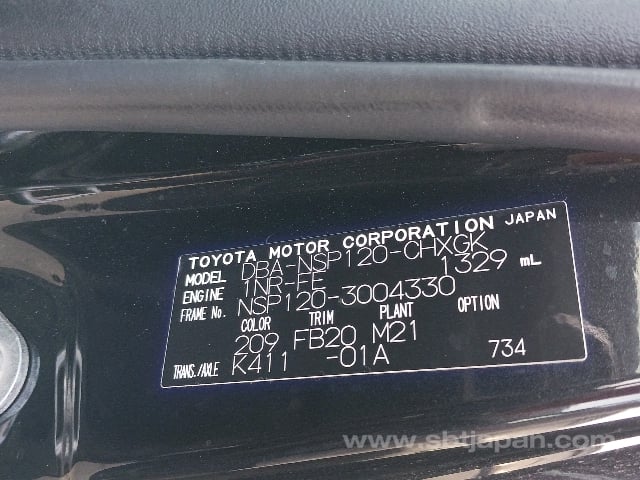 TOYOTA MOTOR CORPORATION JAPAN
MODEL DBA-NSP120-CHXGK
ENGINE 1NR-FE 1329 mL
FRAME No. NSP120-3004330
COLOR TRIM PLANT OPTION
209 FB20 M21
TRANS./AXLE K411 -01A 734
www.sbtjapan.com